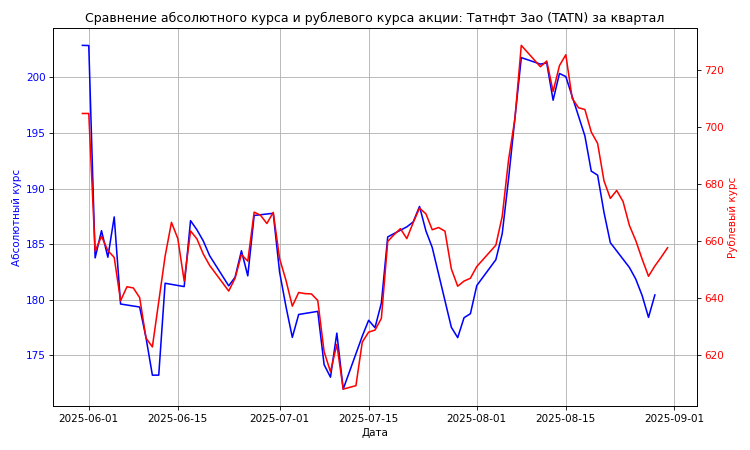 Сравнение абсолютного курса и рублевого курса акции: Татнфт 3ао (TATN) за квартал
Абсолютный курс
200
195
190
185
180
175
720
700
680
660
640
620
Рублевый курс
2025-06-01 2025-06-15 2025-07-01 2025-07-15 2025-08-01 2025-08-15 2025-09-01
Дата